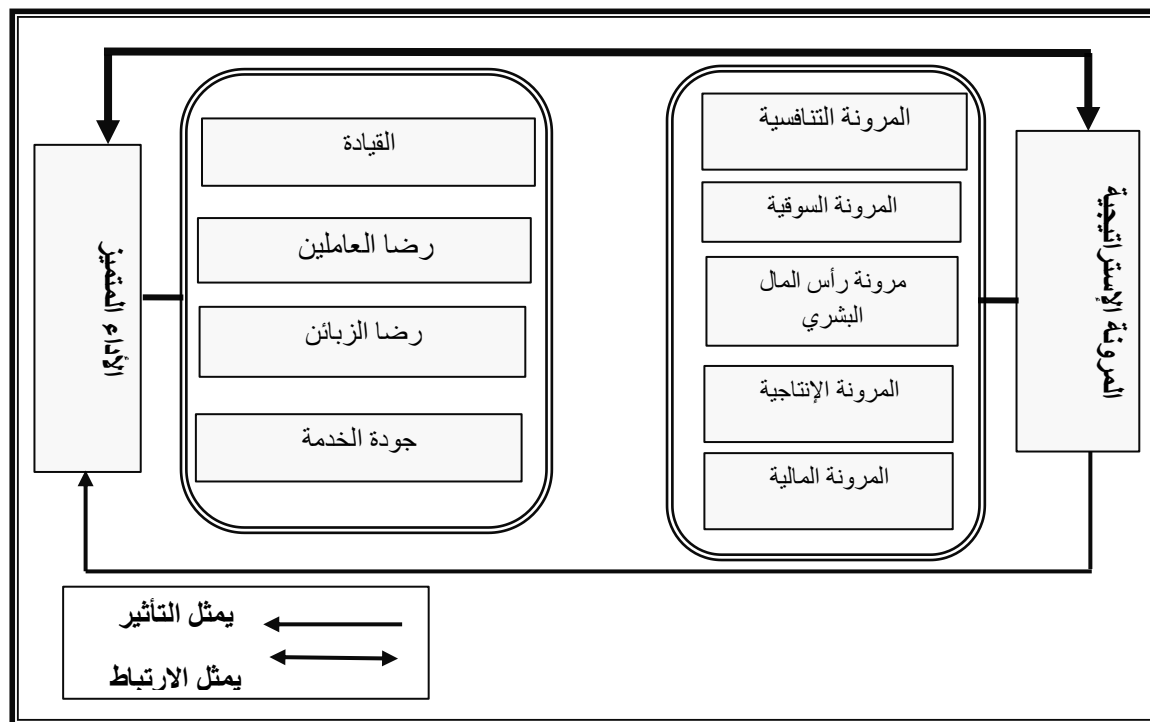 المرونة الإستراتيجية
المرونة التنافسية
المرونة السوقية
مرونة رأس المال
البشري
المرونة الإنتاجية
المرونة المالية
القيادة
رضا العاملين
رضا الزبائن
جودة الخدمة
الأداء المتميز
يمثل التأثير
يمثل الارتباط